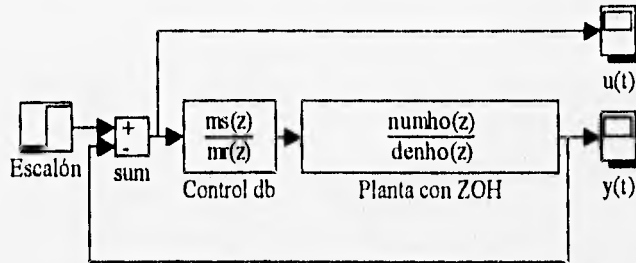 u(t)
Escalón
+
-
sum
ms(z)
mr(z)
Control db
numho(z)
denho(z)
Planta con ZOH
y(t)